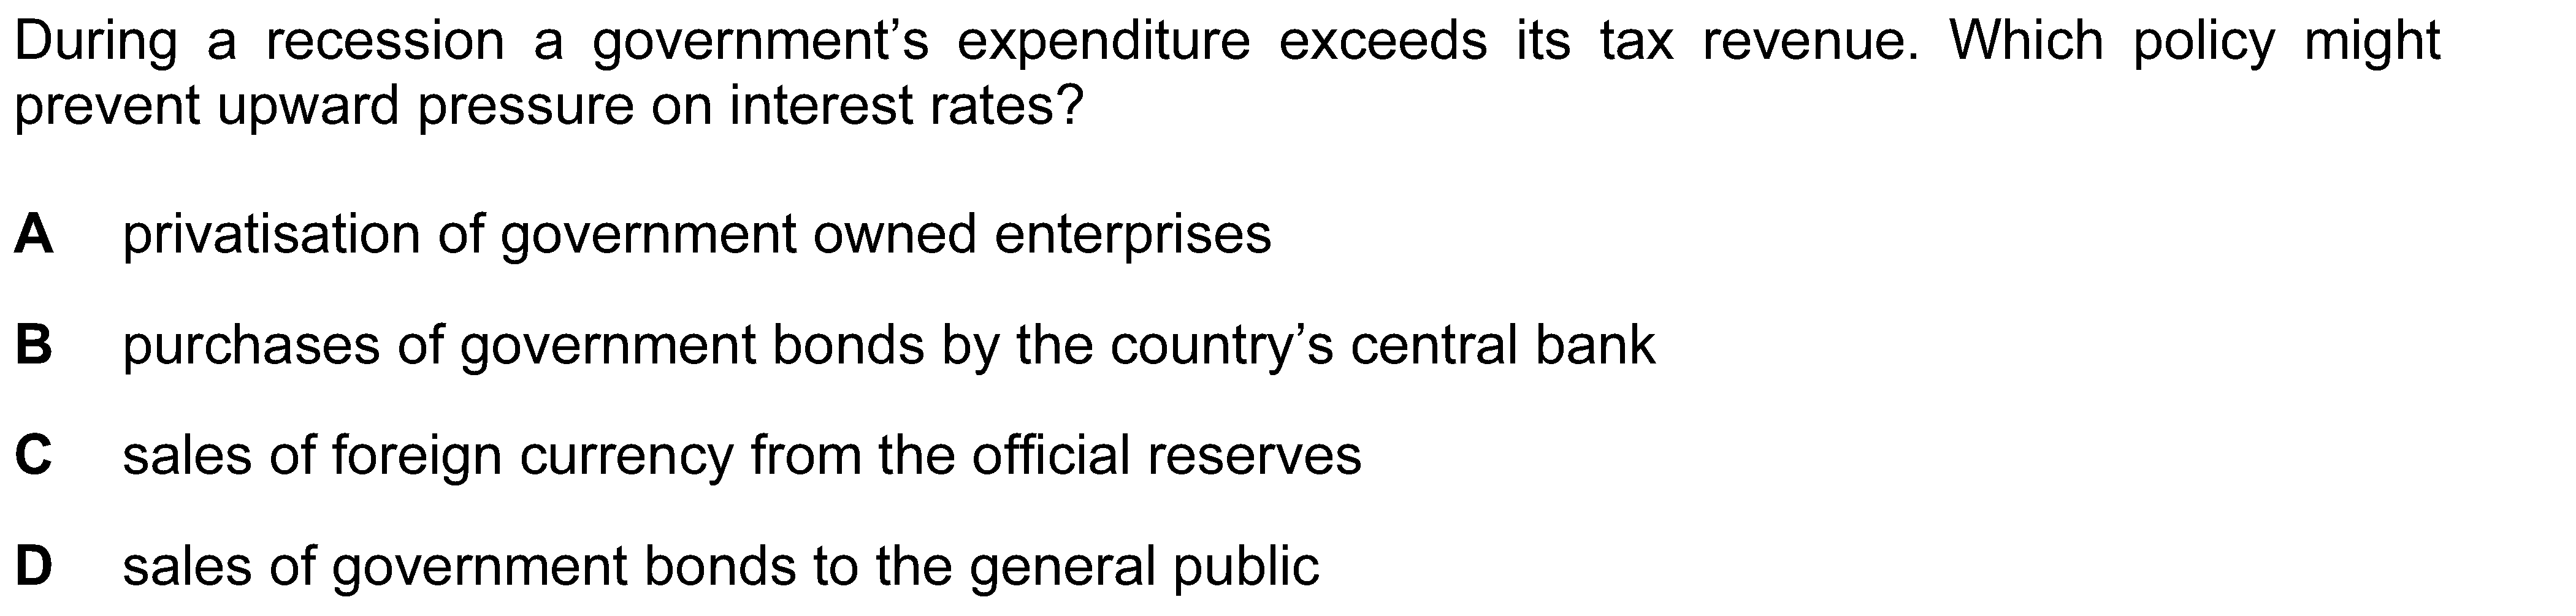 During a recession a government’s expenditure exceeds its tax revenue. Which policy might
prevent upward pressure on interest rates?
A privatisation of government owned enterprises
B purchases of government bonds by the country’s central bank
C sales of foreign currency from the official reserves
D sales of government bonds to the general public